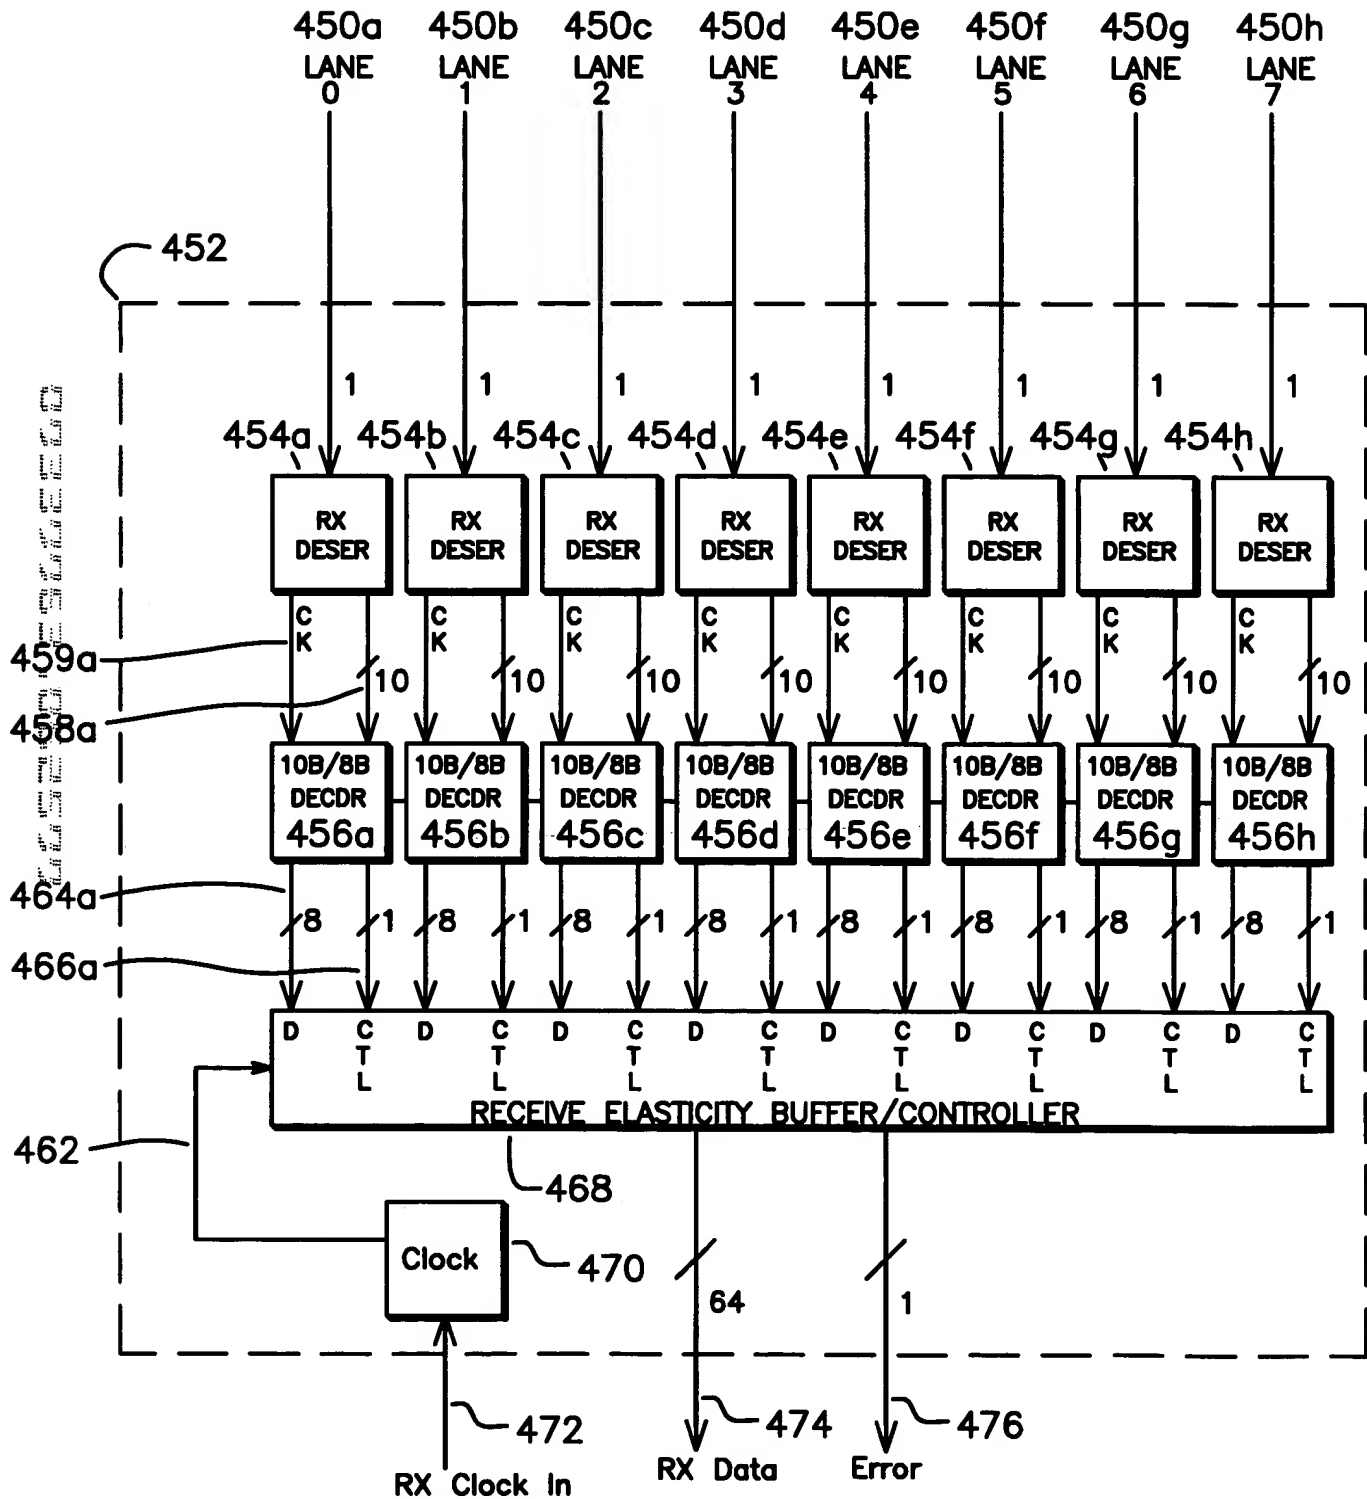 450a 450b 450c 450d 450e 450f 450g 450h
LANE LANE LANE LANE LANE LANE LANE LANE
0 1 2 3 4 5 6 7
452
1 1 1 1 1 1 1 1
454a 454b 454c 454d 454e 454f 454g 454h
RX RX RX RX RX RX RX RX
DESER DESER DESER DESER DESER DESER DESER DESER
C C C C C C C C
K K K K K K K K
459a
10 10 10 10 10 10 10 10
458a
10B/8B 10B/8B 10B/8B 10B/8B 10B/8B 10B/8B 10B/8B 10B/8B
DECDR DECDR DECDR DECDR DECDR DECDR DECDR DECDR
456a 456b 456c 456d 456e 456f 456g 456h
464a
8 1 8 1 8 1 8 1 8 1 8 1 8 1 8 1
466a
D C D C D C D C D C D C D C D C
T T T T T T T T
L L L L L L L L
RECEIVE ELASTICITY BUFFER/CONTROLLER
462
468
Clock
470
64
1
472
474
476
RX Clock In
RX Data
Error